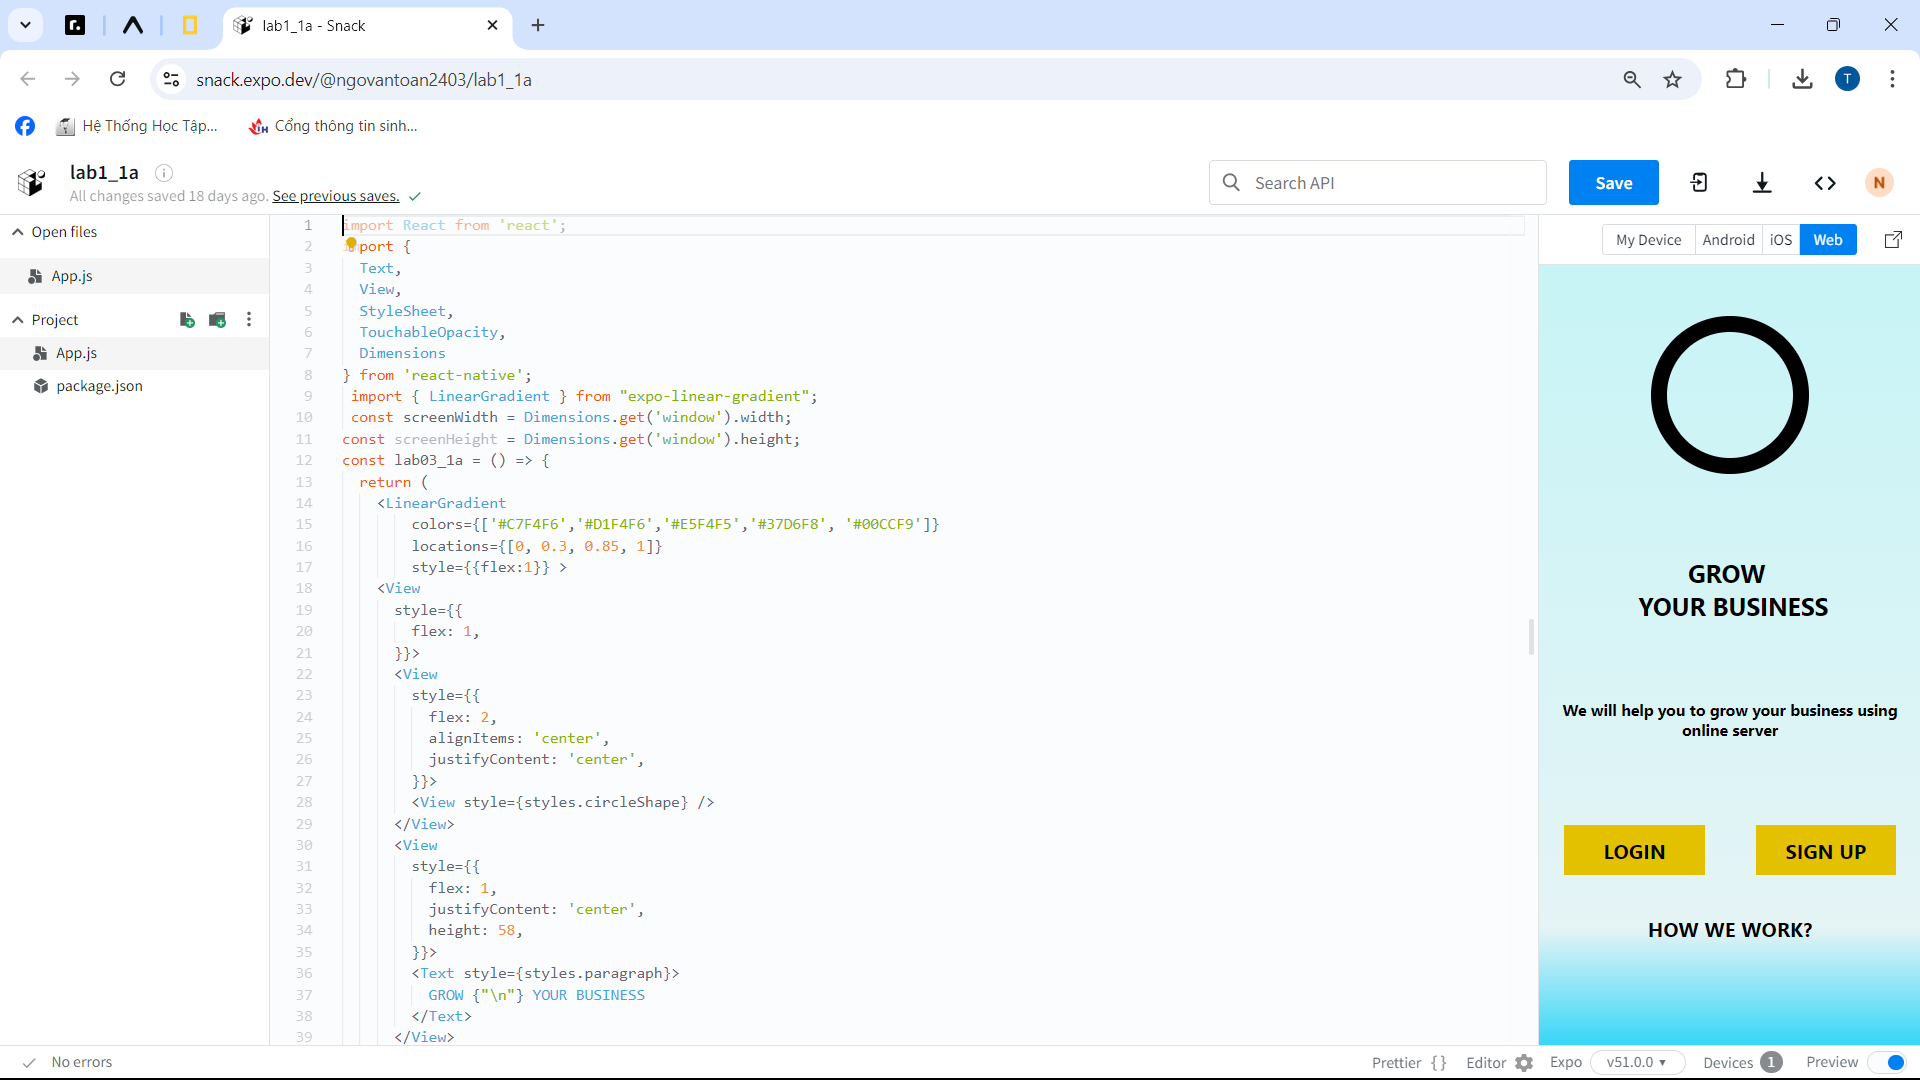 lab1_1a - Snack
snack.expo.dev/@ngovantoan2403/lab1_1a
T
Hệ Thống Học Tập...
Cổng thông tin sinh...
lab1_1a
All changes saved 18 days ago. See previous saves.
Search API
Save
N
Open files
App.js
Project
App.js
package.json
1 import React from 'react';
2 port {
3 Text,
4 View,
5 StyleSheet,
6 TouchableOpacity,
7 Dimensions
8 } from 'react-native';
9 import { LinearGradient } from "expo-linear-gradient";
10 const screenWidth = Dimensions.get('window').width;
11 const screenHeight = Dimensions.get('window').height;
12 const lab03_1a = () => {
13 return (
14 <LinearGradient
15 colors={['#C7F4F6','#D1F4F6','#E5F4F5','#37D6F8', '#00CCF9']}
16 locations={[0, 0.3, 0.85, 1]}
17 style={{flex:1}} >
18 <View
19 style={{
20 flex: 1,
21 }}>
22 <View
23 style={{
24 flex: 2,
25 alignItems: 'center',
26 justifyContent: 'center',
27 }}>
28 <View style={styles.circleShape} />
29 </View>
30 <View
31 style={{
32 flex: 1,
33 justifyContent: 'center',
34 height: 58,
35 }}>
36 <Text style={styles.paragraph}>
37 GROW {"\n"} YOUR BUSINESS
38 </Text>
39 </View>
My Device Android iOS Web
GROW
YOUR BUSINESS
We will help you to grow your business using
online server
LOGIN
SIGN UP
HOW WE WORK?
No errors
Prettier {} Editor Expo v51.0.0 Devices 1 Preview